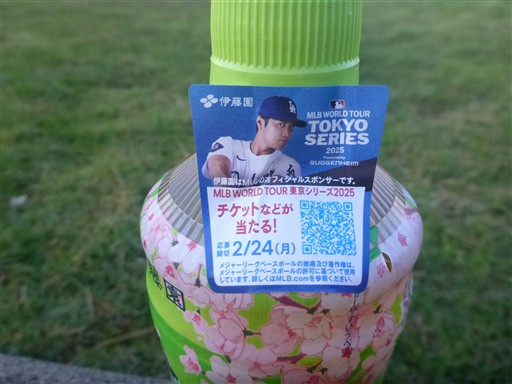 伊藤園
MLB WORLD TOUR
TOKYO
SERIES
2025
Presented by
GUGGENHEIM
伊藤園はMLBのオフィシャルスポンサーです。
MLB WORLD TOUR 東京シリーズ2025
チケットなどが
当たる!
応募
締切 2/24(月)
メジャーリーグベースボールの商標及び著作権は、
メジャーリーグベースボールの許可に基づいて使用
しています。詳しくはMLB.comを参照ください。